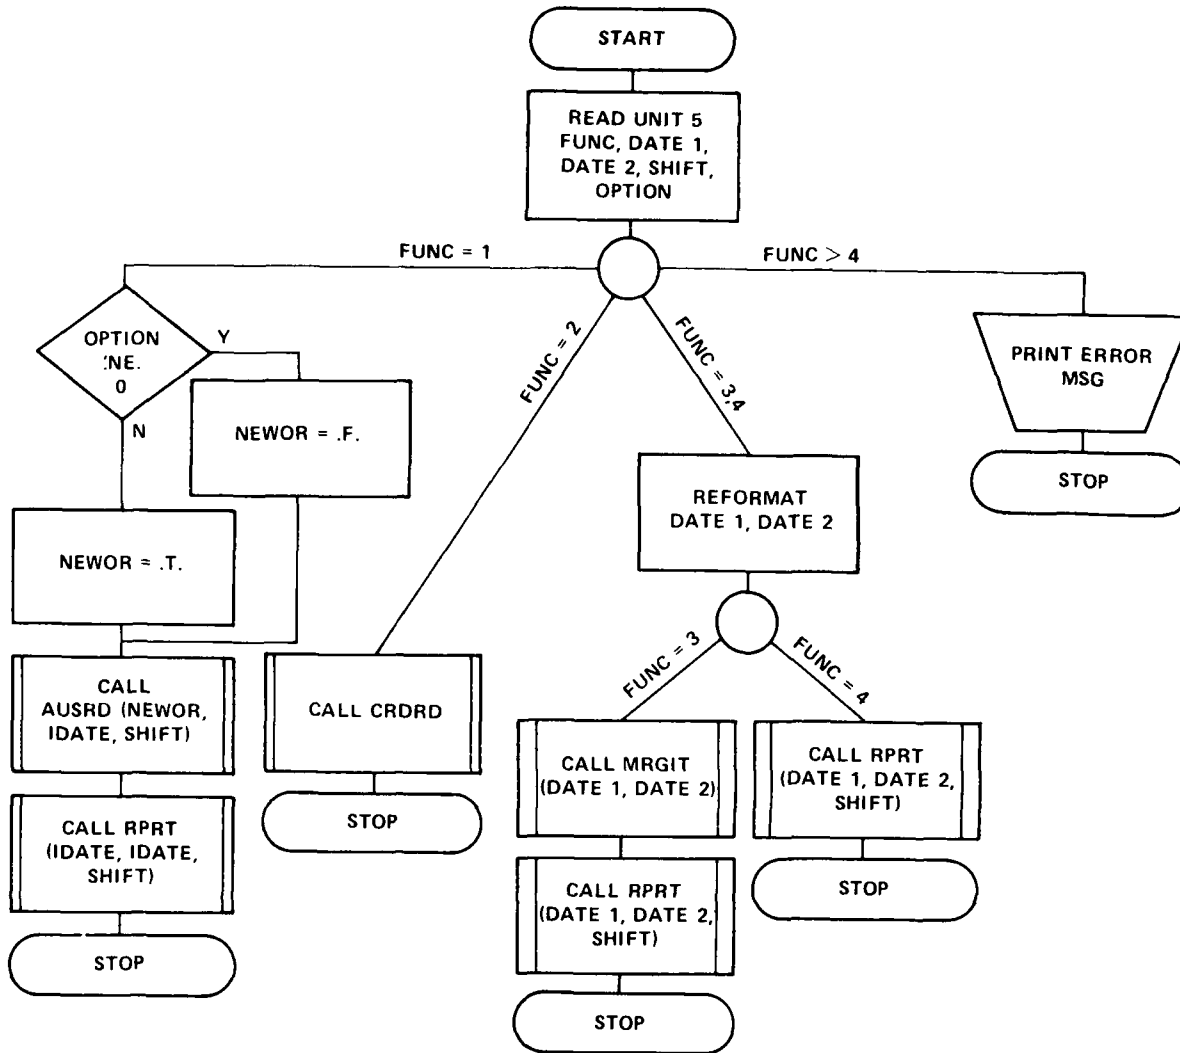 START
READ UNIT 5
FUNC, DATE 1,
DATE 2, SHIFT,
OPTION
FUNC = 1
FUNC > 4
FUNC = 2
FUNC = 3,4
OPTION
.NE.
0
Y
N
NEWOR = .F.
NEWOR = .T.
PRINT ERROR
MSG
STOP
REFORMAT
DATE 1, DATE 2
FUNC = 3
FUNC = 4
CALL
AUSRD (NEWOR,
IDATE, SHIFT)
CALL RPRT
(IDATE, IDATE,
SHIFT)
STOP
CALL CRDRD
STOP
CALL MRGIT
(DATE 1, DATE 2)
CALL RPRT
(DATE 1, DATE 2,
SHIFT)
STOP
CALL RPRT
(DATE 1, DATE 2,
SHIFT)
STOP